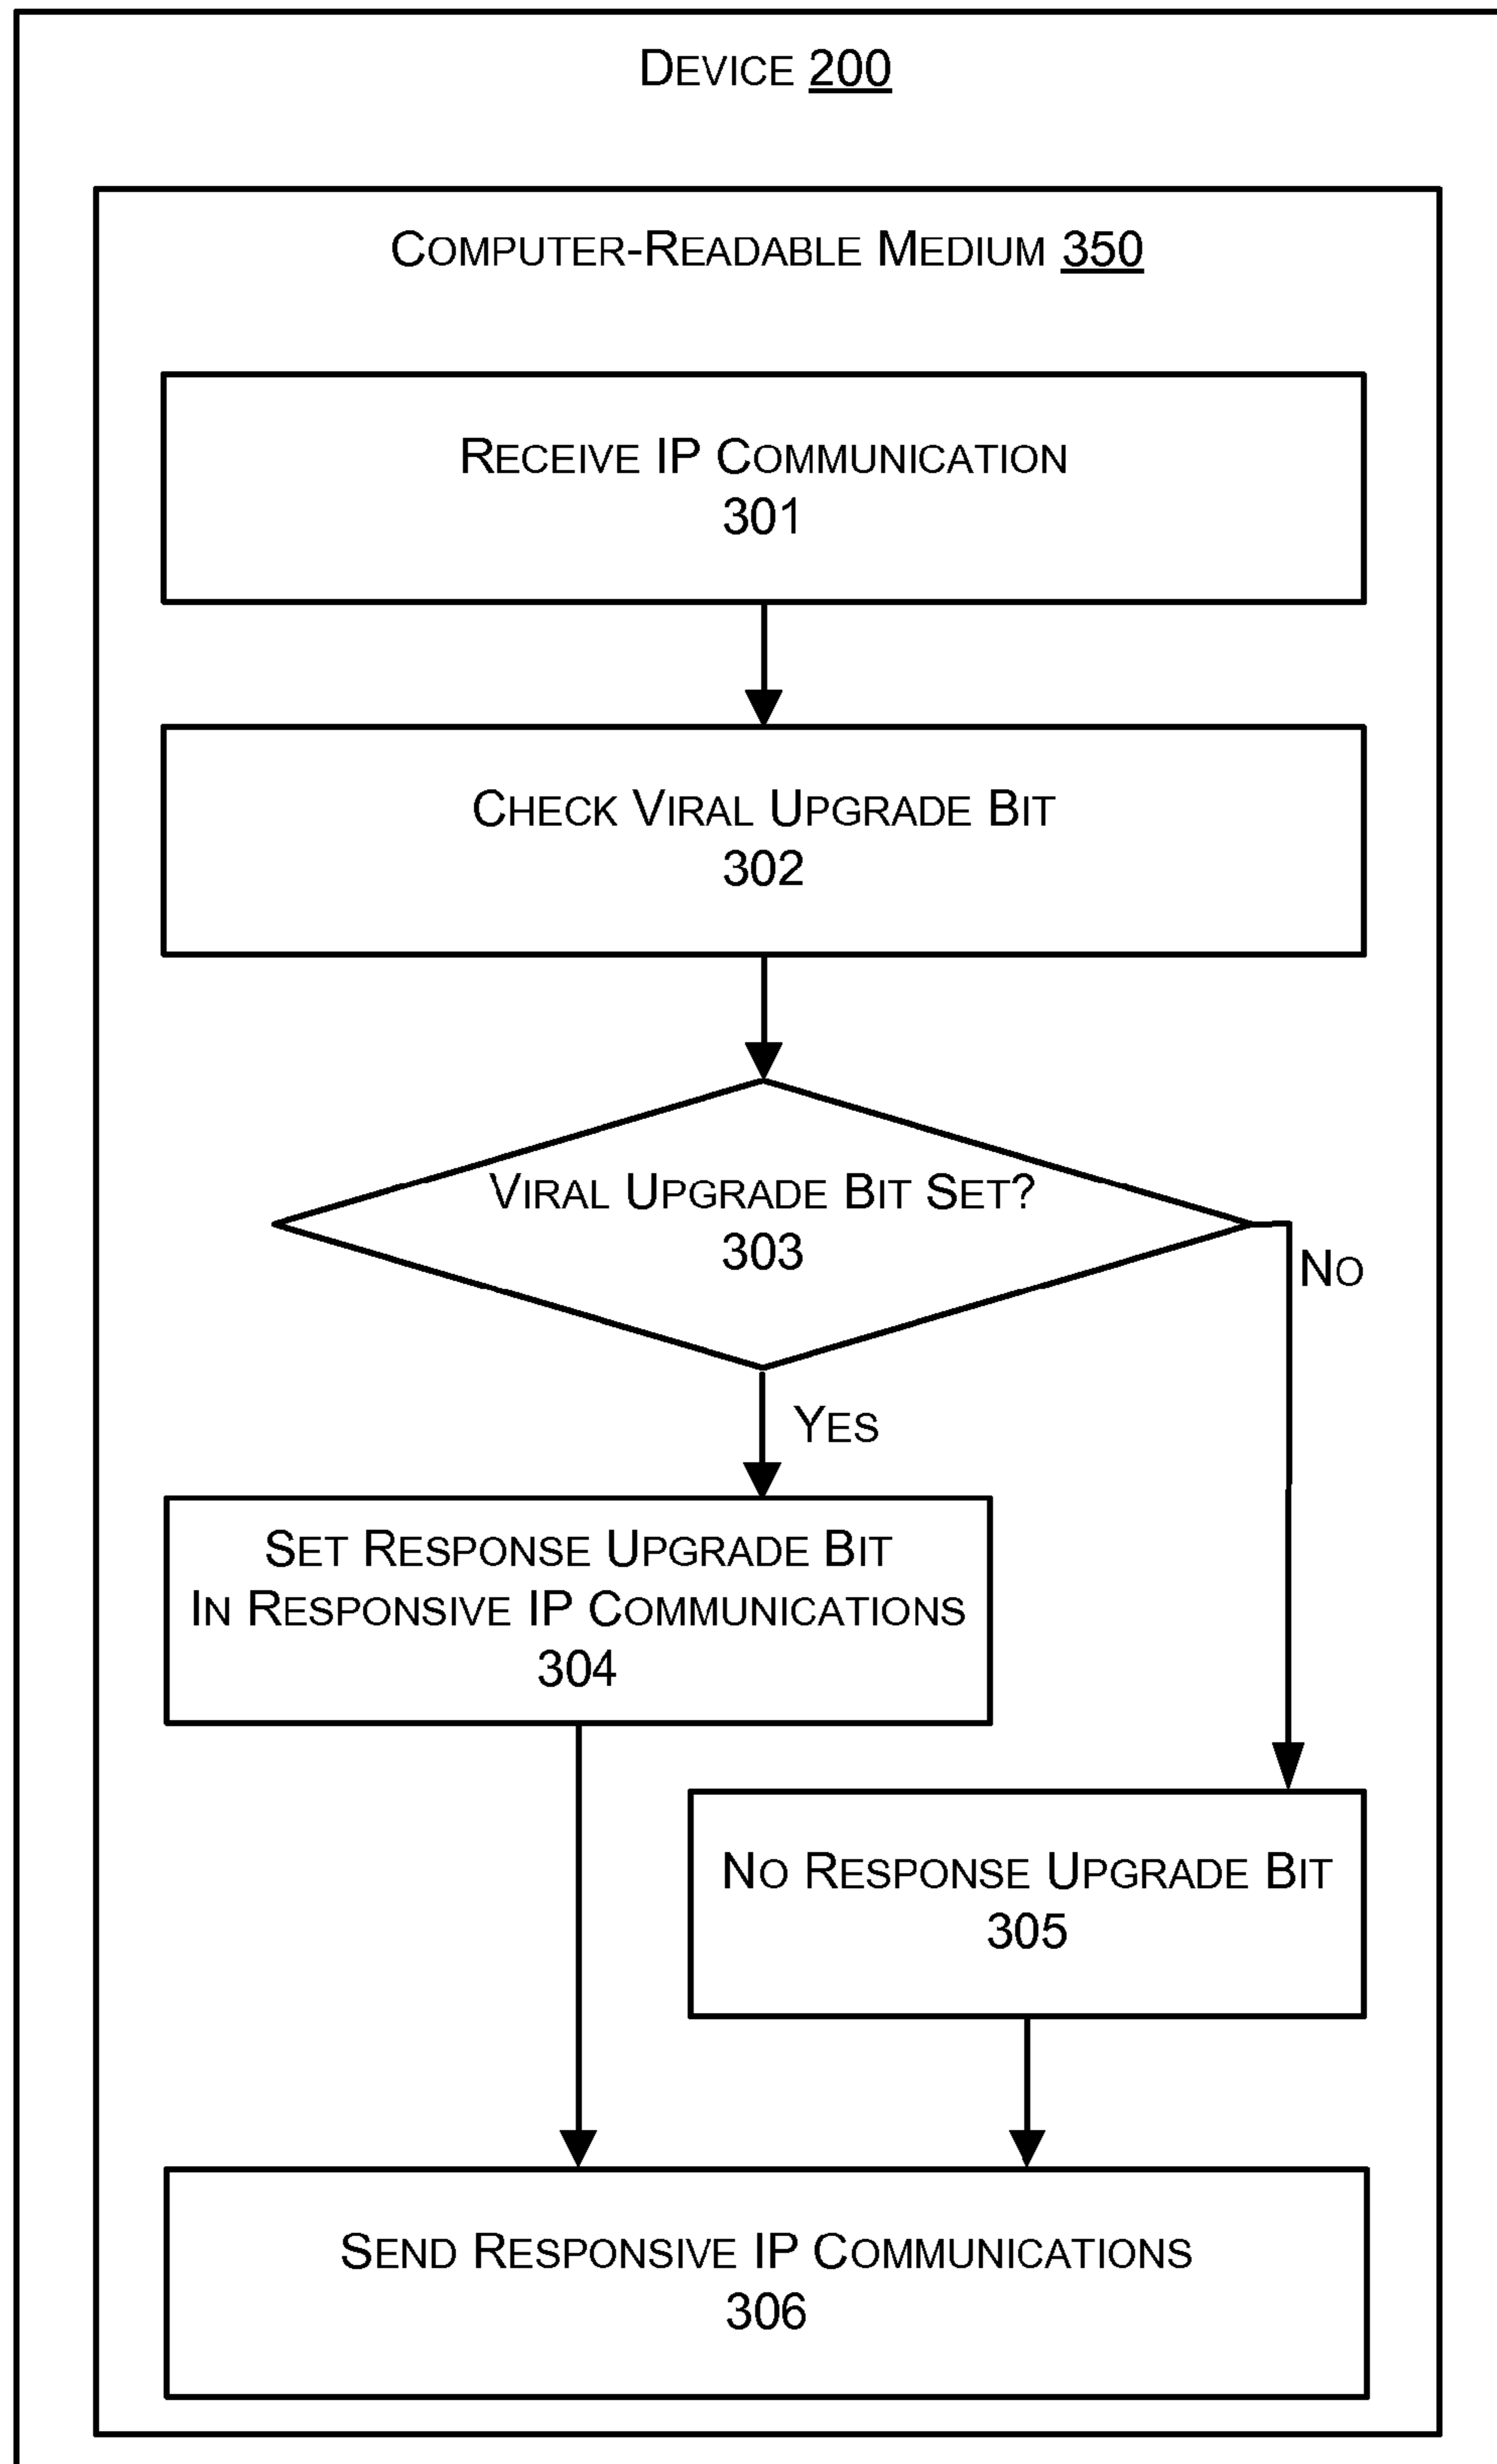 DEVICE 200
COMPUTER-READABLE MEDIUM 350
RECEIVE IP COMMUNICATION
301
CHECK VIRAL UPGRADE BIT
302
VIRAL UPGRADE BIT SET?
303
NO
YES
SET RESPONSE UPGRADE BIT
IN RESPONSIVE IP COMMUNICATIONS
304
NO RESPONSE UPGRADE BIT
305
SEND RESPONSIVE IP COMMUNICATIONS
306